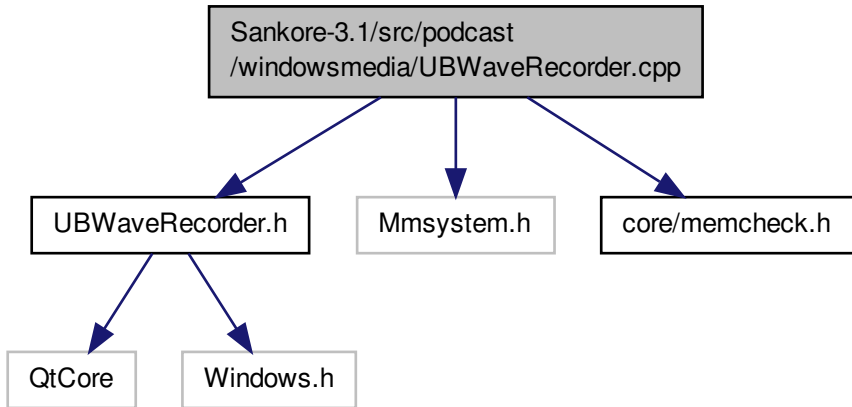 Sankore-3.1/src/podcast
/windowsmedia/UBWaveRecorder.cpp
UBWaveRecorder.h
Mmsystem.h
core/memcheck.h
QtCore
Windows.h